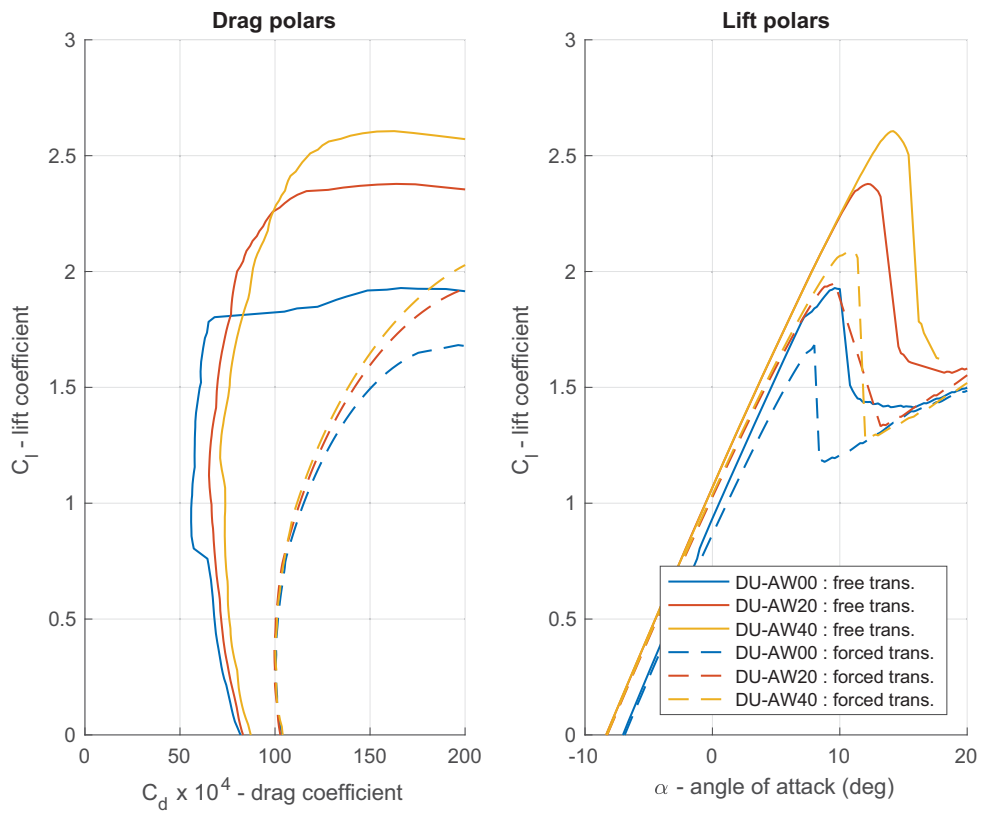 Drag polars
3
2.5
2
1.5
1
0.5
0
C_l - lift coefficient
0
50
100
150
200
C_d x 10^4 - drag coefficient
Lift polars
3
2.5
2
1.5
1
0.5
0
C_l - lift coefficient
DU-AW00 : free trans.
DU-AW20 : free trans.
DU-AW40 : free trans.
DU-AW00 : forced trans.
DU-AW20 : forced trans.
DU-AW40 : forced trans.
-10
0
10
20
α - angle of attack (deg)